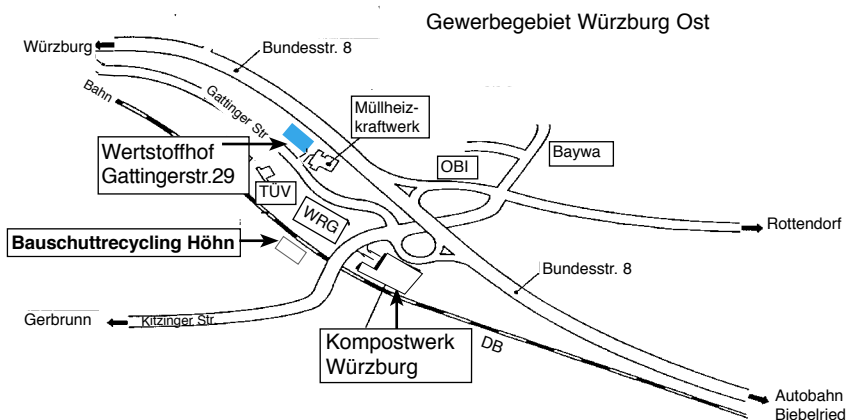 Gewerbegebiet Würzburg Ost
Würzburg
Bundesstr. 8
Bahn
Gattinger Str
Müllheiz-
kraftwerk
Wertstoffhof
Gattingerstr.29
OBI
Baywa
TÜV
WRG
Rottendorf
Bauschuttrecycling Höhn
Bundesstr. 8
Gerbrunn
Kitzinger Str.
Kompostwerk
Würzburg
DB
Autobahn
Biebelried